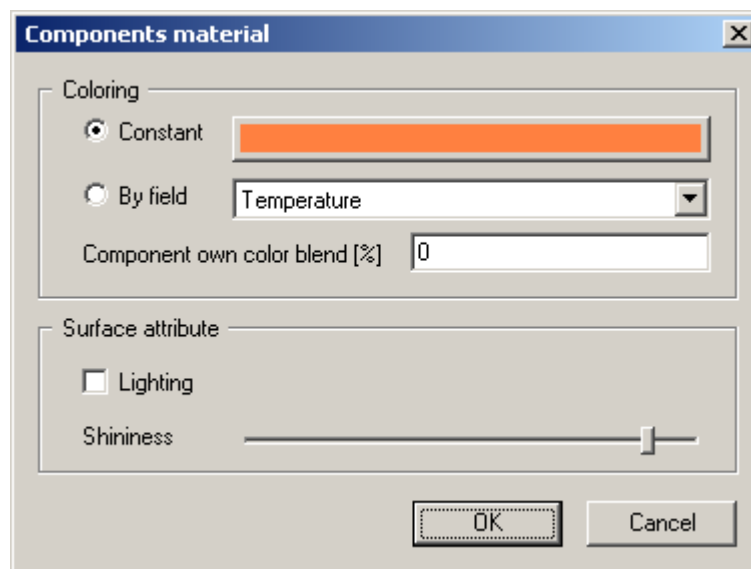 Components material
Coloring
Constant
By field
Temperature
Component own color blend [%]
0
Surface attribute
Lighting
Shininess
OK
Cancel